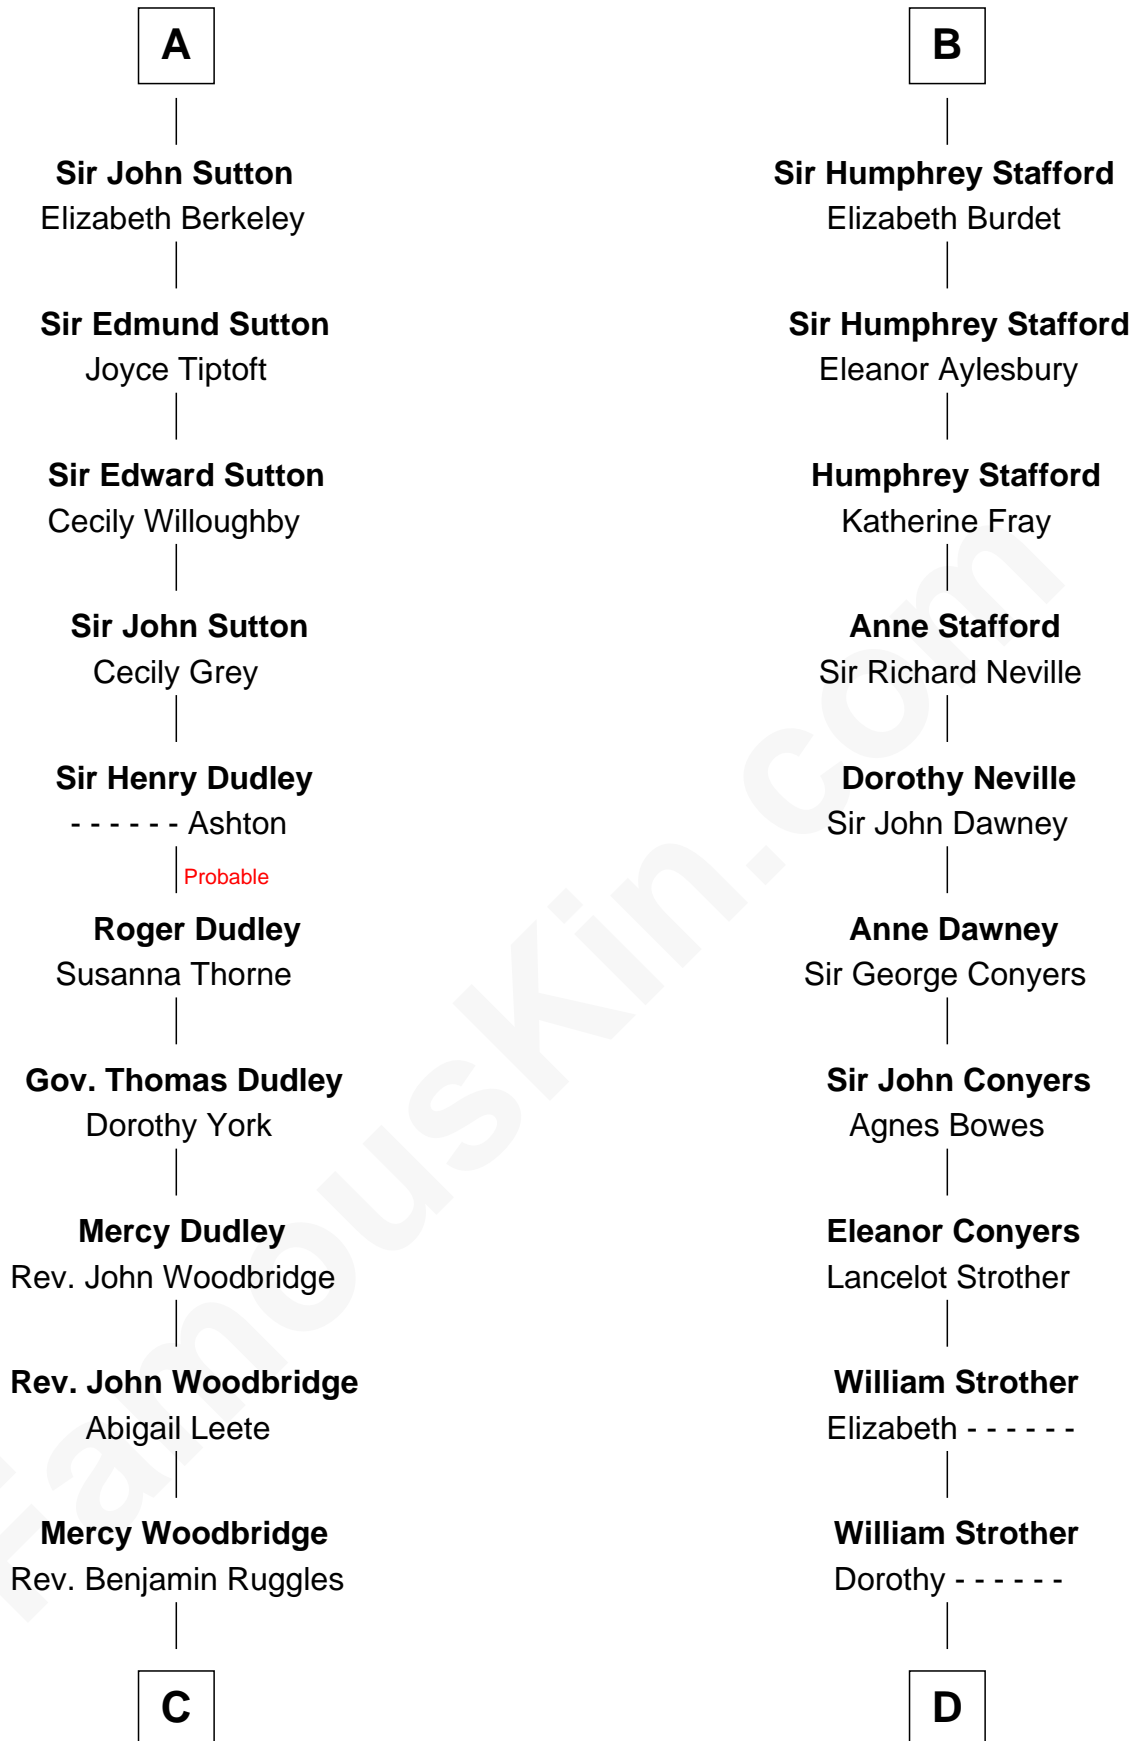 A
Sir John Sutton
Elizabeth Berkeley
Sir Edmund Sutton
Joyce Tiptoft
Sir Edward Sutton
Cecily Willoughby
Sir John Sutton
Cecily Grey
Sir Henry Dudley
- - - - - - Ashton
Probable
Roger Dudley
Susanna Thorne
Gov. Thomas Dudley
Dorothy York
Mercy Dudley
Rev. John Woodbridge
Rev. John Woodbridge
Abigail Leete
Mercy Woodbridge
Rev. Benjamin Ruggles
C
B
Sir Humphrey Stafford
Elizabeth Burdet
Sir Humphrey Stafford
Eleanor Aylesbury
Humphrey Stafford
Katherine Fray
Anne Stafford
Sir Richard Neville
Dorothy Neville
Sir John Dawney
Anne Dawney
Sir George Conyers
Sir John Conyers
Agnes Bowes
Eleanor Conyers
Lancelot Strother
William Strother
Elizabeth - - - - - -
William Strother
Dorothy - - - - - -
D
FamousKin.com